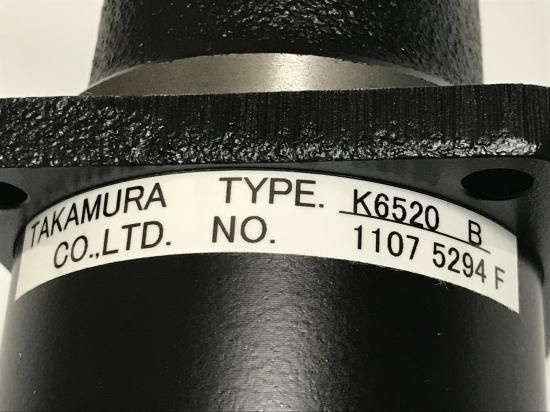 TAKAMURA TYPE. K6520 B
CO.,LTD. NO. 1107 5294 F